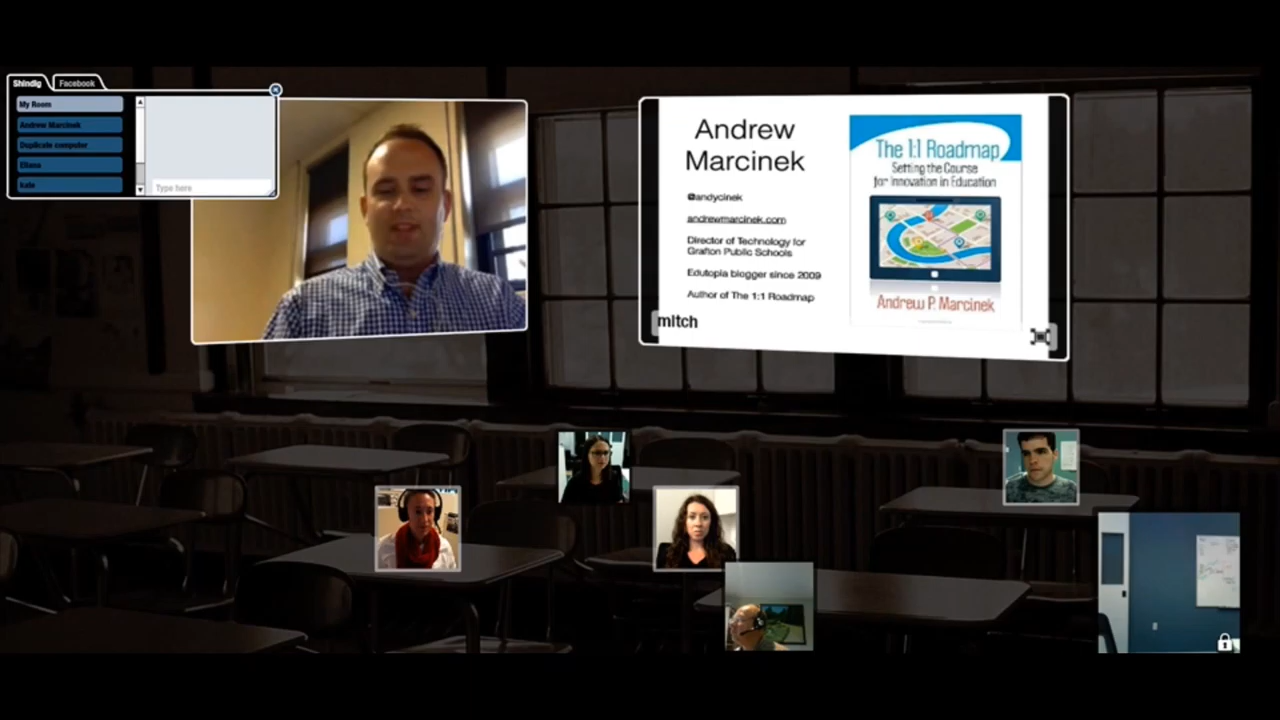 Shindig
Facebook
My Room
Andrew Marcinek
Duplicate computer
Eliana
kate
Type here
Andrew
Marcinek
@andycinek
andrewmarcinek.com
Director of Technology for
Grafton Public Schools
Edutopia blogger since 2009
Author of The 1:1 Roadmap
mitch
The 1:1 Roadmap
Setting the Course
for Innovation in Education
Andrew P. Marcinek